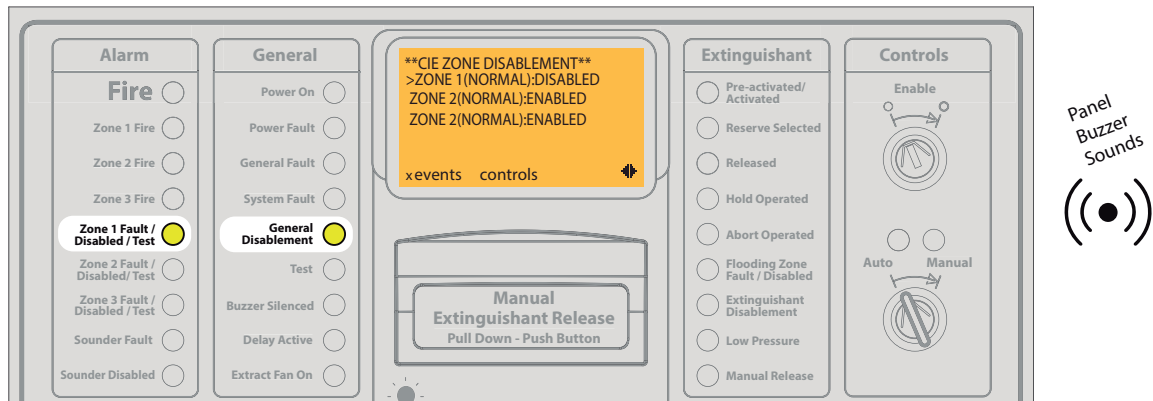 Alarm
Fire
Zone 1 Fire
Zone 2 Fire
Zone 3 Fire
Zone 1 Fault /
Disabled / Test
Zone 2 Fault /
Disabled/ Test
Zone 3 Fault /
Disabled / Test
Sounder Fault
Sounder Disabled
General
Power On
Power Fault
General Fault
System Fault
General
Disablement
Test
Buzzer Silenced
Delay Active
Extract Fan On
**CIE ZONE DISABLEMENT**
>ZONE 1(NORMAL):DISABLED
ZONE 2(NORMAL):ENABLED
ZONE 2(NORMAL):ENABLED
xevents controls
Manual
Extinguishant Release
Pull Down - Push Button
Extinguishant
Pre-activated/
Activated
Reserve Selected
Released
Hold Operated
Abort Operated
Flooding Zone
Fault / Disabled
Extinguishant
Disablement
Low Pressure
Manual Release
Controls
Enable
Auto Manual
Panel
Buzzer
Sounds